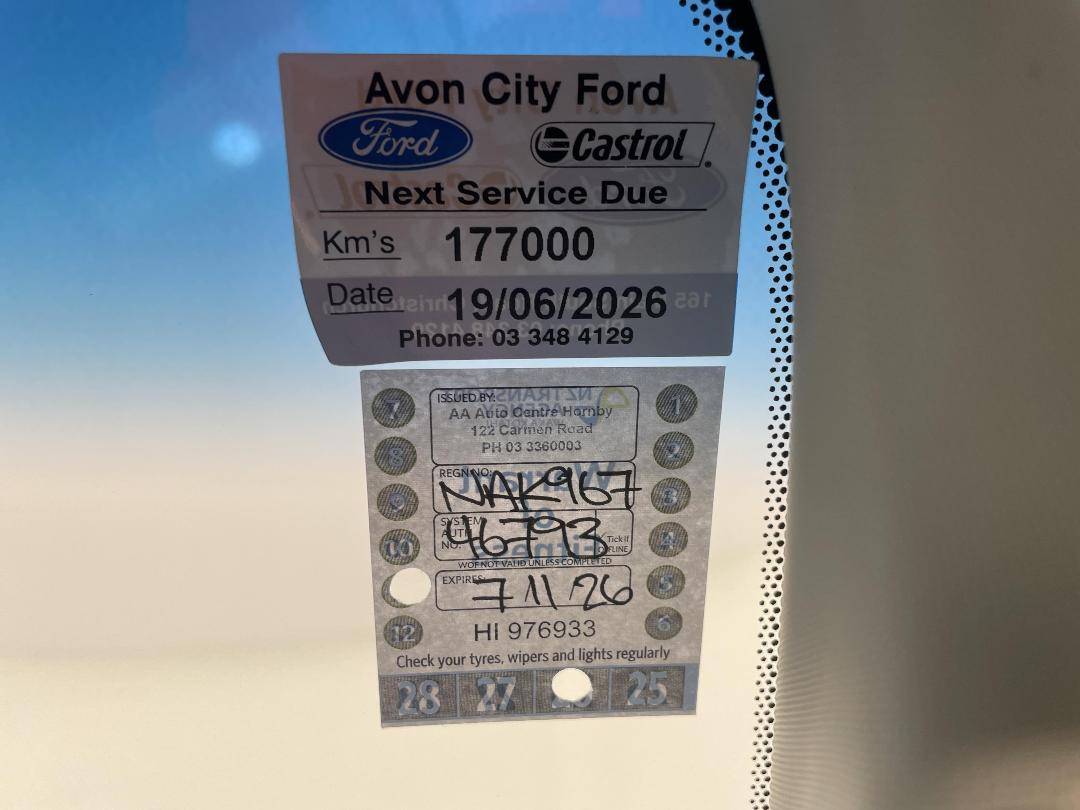 Avon City Ford
Ford Castrol
Next Service Due
Km's 177000
Date 19/06/2026
Phone: 03 348 4129
7 1
ISSUED BY:
AA Auto Centre Hornby
122 Carmen Road
PH 03 3360003
8 2
REGN NO:
NAK967
9 3
SYSTEM
AUTH
NO: 46793
Tick if
OFFLINE
10 4
WOF NOT VALID UNLESS COMPLETED
EXPIRES: 7/11/26
5
12 6
HI 976933
Check your tyres, wipers and lights regularly
28 27 25